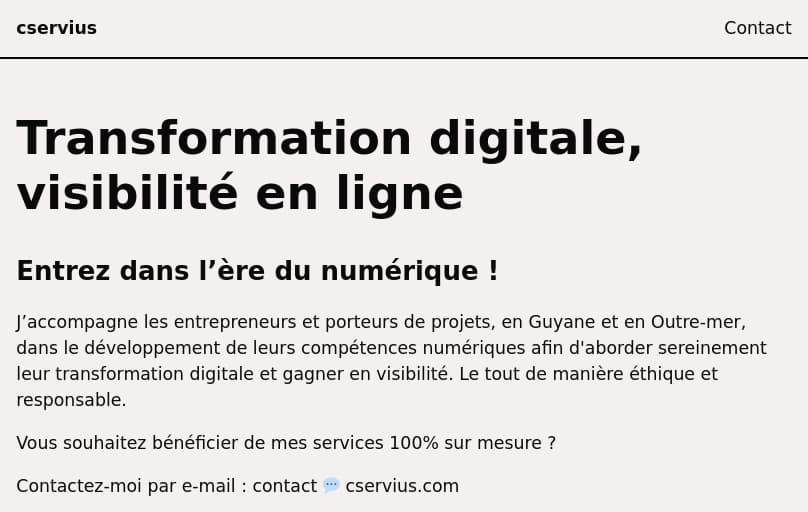 cservius
Contact
Transformation digitale,
visibilité en ligne
Entrez dans l’ère du numérique !
J’accompagne les entrepreneurs et porteurs de projets, en Guyane et en Outre-mer,
dans le développement de leurs compétences numériques afin d'aborder sereinement
leur transformation digitale et gagner en visibilité. Le tout de manière éthique et
responsable.
Vous souhaitez bénéficier de mes services 100% sur mesure ?
Contactez-moi par e-mail : contact 💬 cservius.com